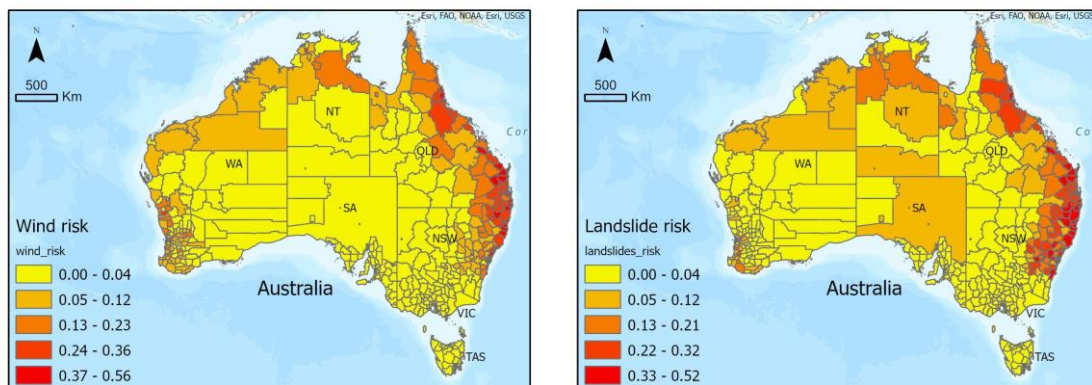 Esri, FAO, NOAA, Esri, USGS
N
500
Km
NT
QLD
WA
SA
NSW
VIC
TAS
Australia
Cor
Wind risk
wind_risk
0.00 - 0.04
0.05 - 0.12
0.13 - 0.23
0.24 - 0.36
0.37 - 0.56
Esri, FAO, NOAA, Esri, USGS
N
500
Km
NT
QLD
WA
SA
NSW
VIC
TAS
Australia
Co
Landslide risk
landslides_risk
0.00 - 0.04
0.05 - 0.12
0.13 - 0.21
0.22 - 0.32
0.33 - 0.52